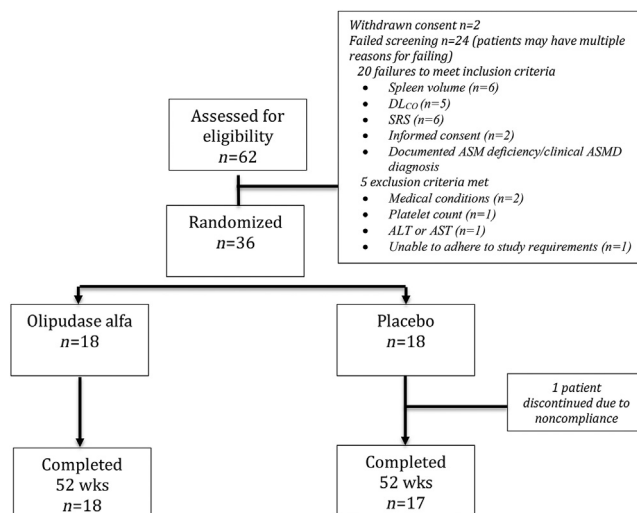 Withdrawn consent n=2
Failed screening n=24 (patients may have multiple
reasons for failing)
20 failures to meet inclusion criteria
• Spleen volume (n=6)
• DLCO (n=5)
• SRS (n=6)
• Informed consent (n=2)
• Documented ASM deficiency/clinical ASMD
diagnosis
5 exclusion criteria met
• Medical conditions (n=2)
• Platelet count (n=1)
• ALT or AST (n=1)
• Unable to adhere to study requirements (n=1)
Assessed for
eligibility
n=62
Randomized
n=36
Olipudase alfa
n=18
Placebo
n=18
1 patient
discontinued due to
noncompliance
Completed
52 wks
n=18
Completed
52 wks
n=17